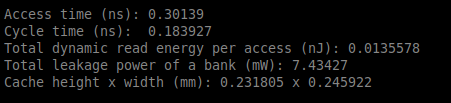 Access time (ns): 0.30139
Cycle time (ns):  0.183927
Total dynamic read energy per access (nJ): 0.0135578
Total leakage power of a bank (mW): 7.43427
Cache height x width (mm): 0.231805 x 0.245922